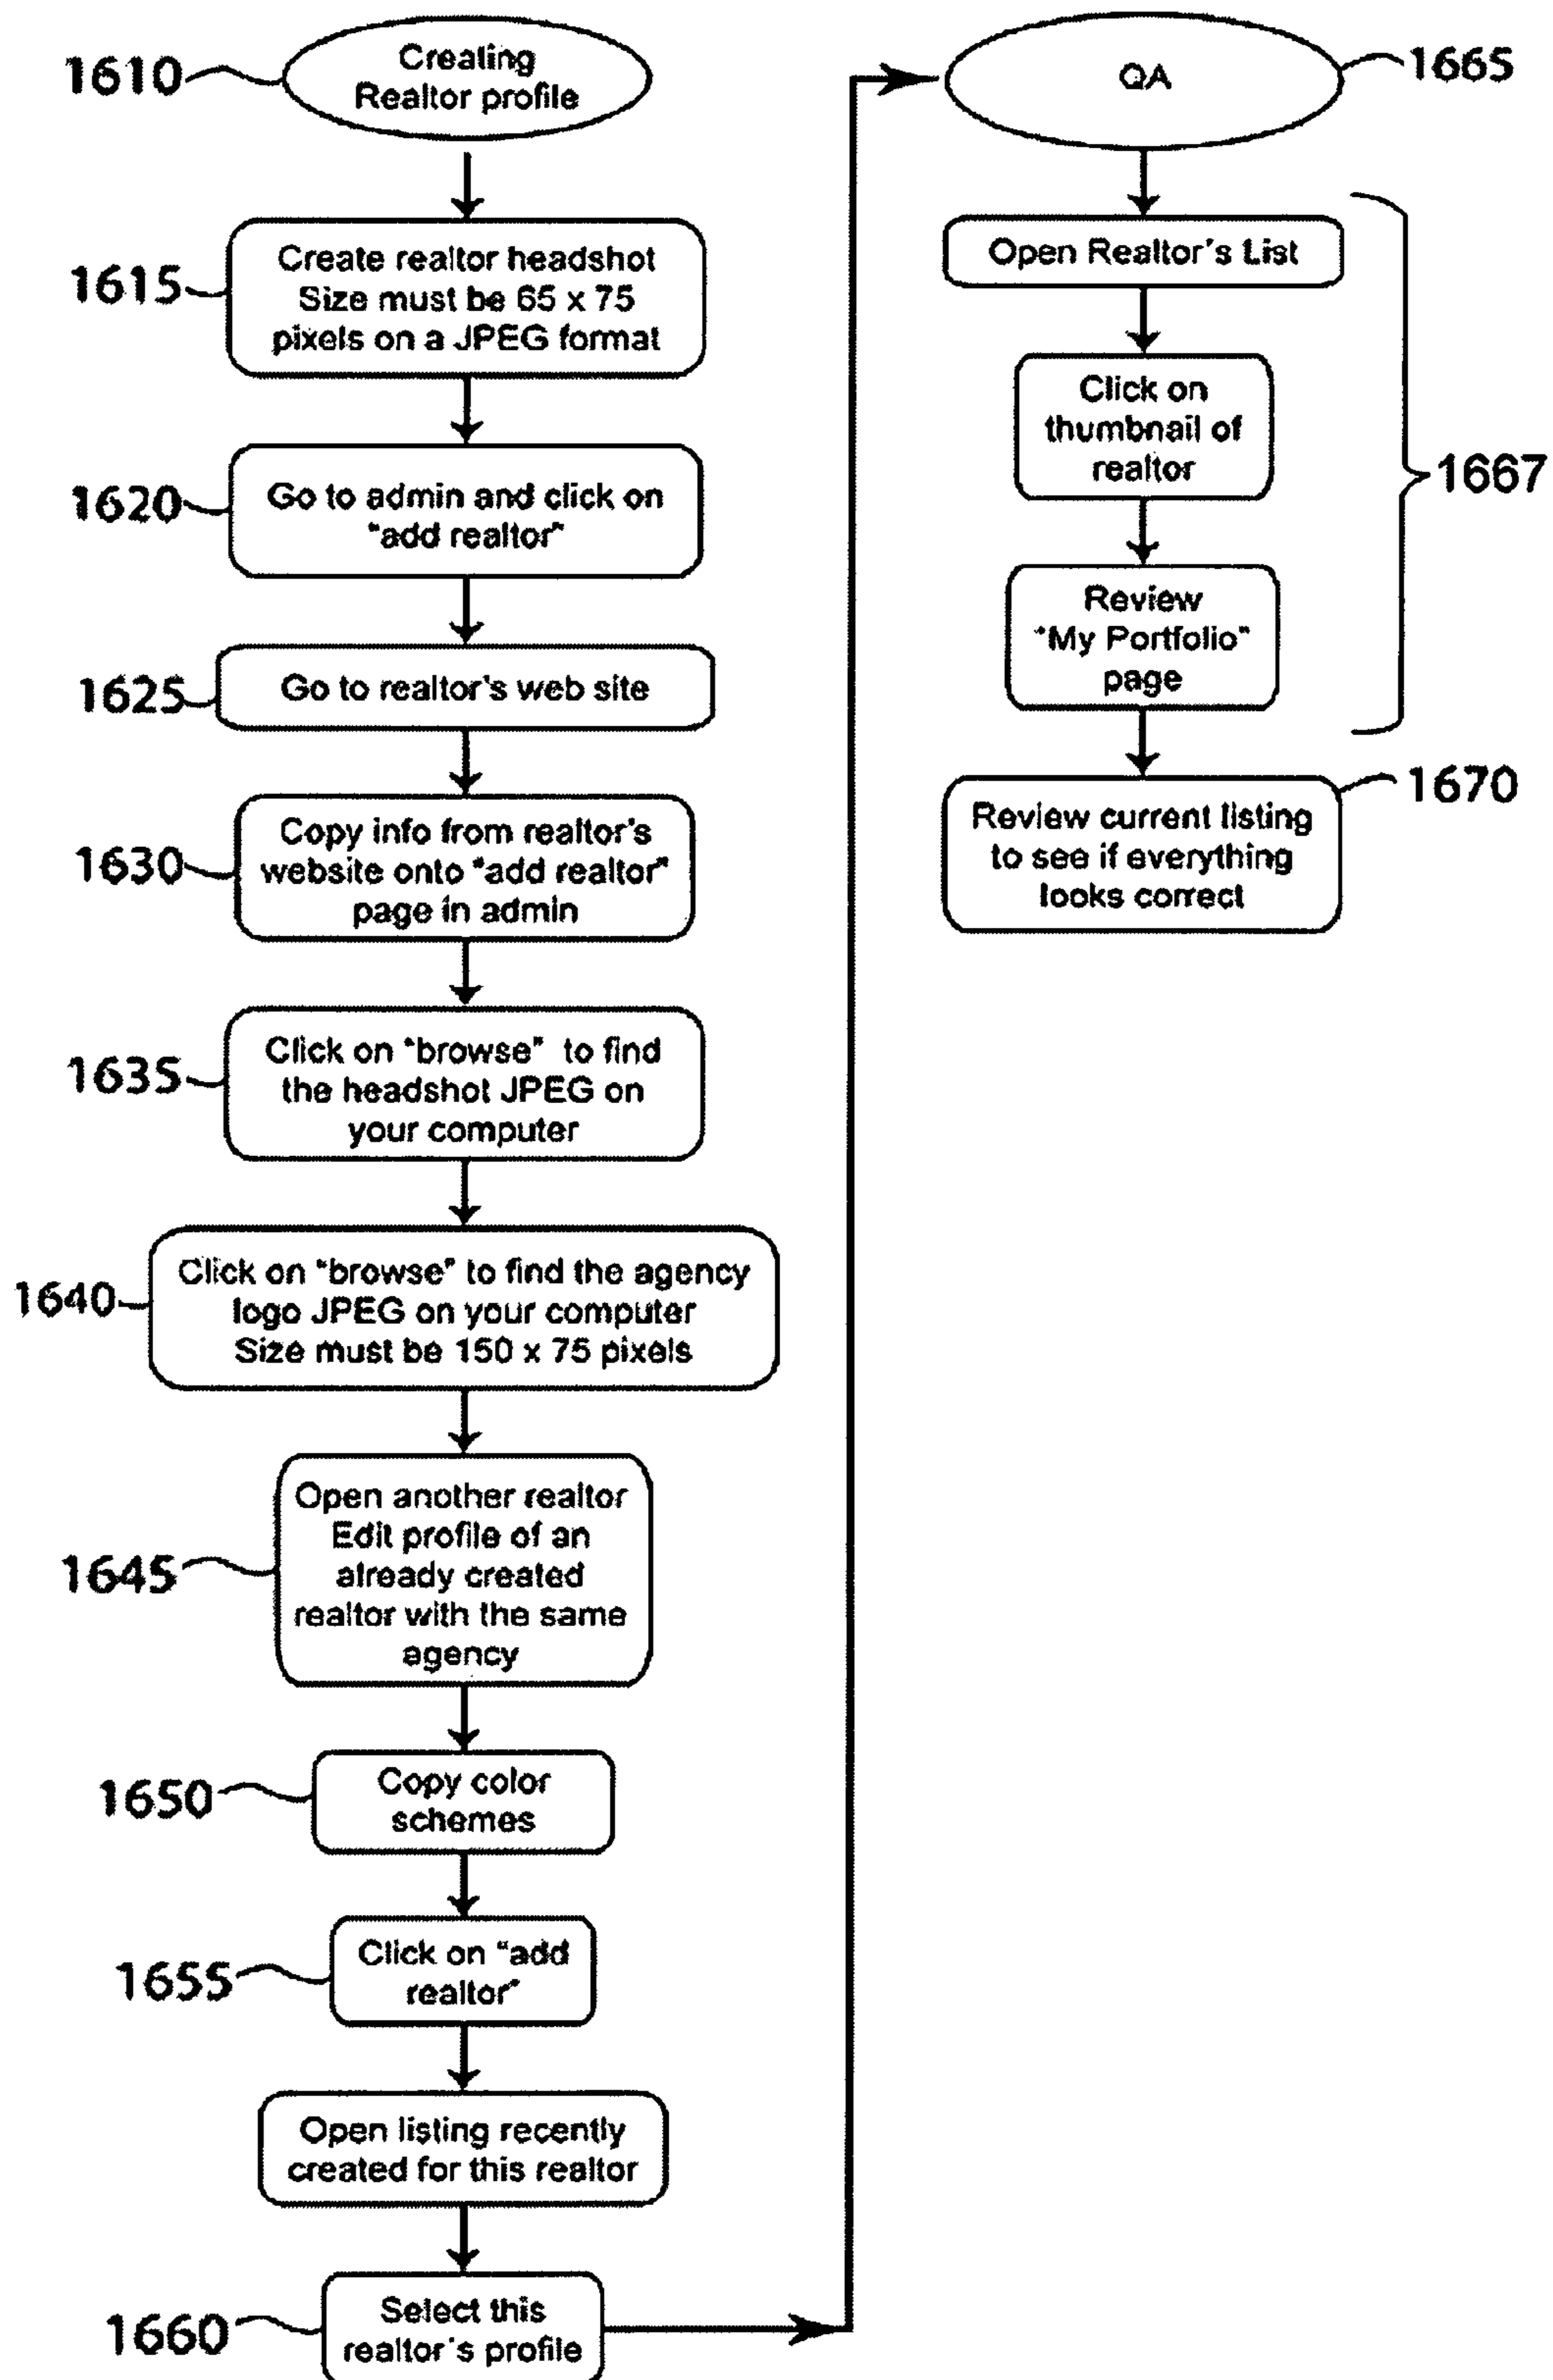 1610
Creating
Realtor profile
1615
Create realtor headshot
Size must be 65 x 75
pixels on a JPEG format
1620
Go to admin and click on
"add realtor"
1625
Go to realtor's web site
1630
Copy info from realtor's
website onto "add realtor"
page in admin
1635
Click on "browse" to find
the headshot JPEG on
your computer
1640
Click on "browse" to find the agency
logo JPEG on your computer
Size must be 150 x 75 pixels
1645
Open another realtor
Edit profile of an
already created
realtor with the same
agency
1650
Copy color
schemes
1655
Click on "add
realtor"
Open listing recently
created for this realtor
1660
Select this
realtor's profile
QA
1665
Open Realtor's List
Click on
thumbnail of
realtor
1667
Review
"My Portfolio"
page
1670
Review current listing
to see if everything
looks correct